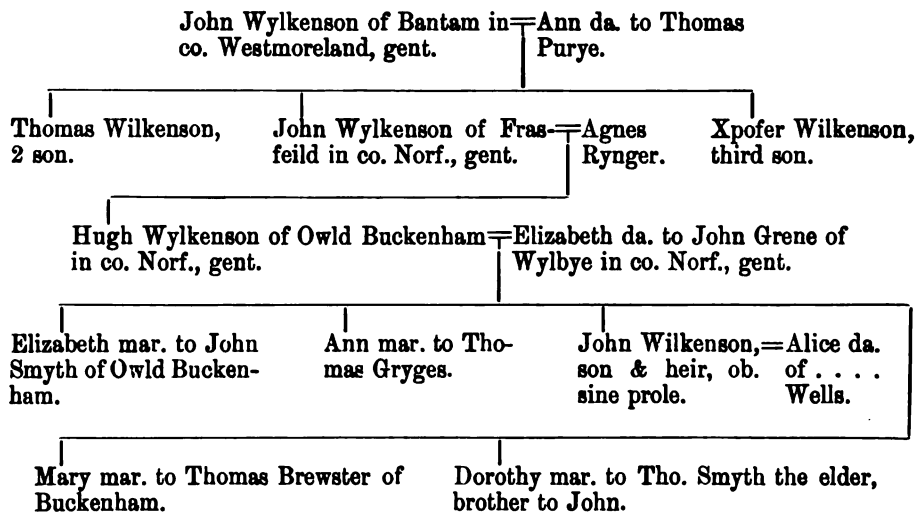 John Wylkenson of Bantam in=Ann da. to Thomas
co. Westmoreland, gent. Purye.
Thomas Wilkenson,
2 son.
John Wylkenson of Fras-=Agnes
feild in co. Norf., gent. Rynger.
Xpofer Wilkenson,
third son.
Hugh Wylkenson of Owld Buckenham=Elizabeth da. to John Grene of
in co. Norf., gent. Wylbye in co. Norf., gent.
Elizabeth mar. to John
Smyth of Owld Bucken-
ham.
Ann mar. to Tho-
mas Gryges.
John Wilkenson,=Alice da.
son & heir, ob. of . . . .
sine prole. Wells.
Mary mar. to Thomas Brewster of
Buckenham.
Dorothy mar. to Tho. Smyth the elder,
brother to John.